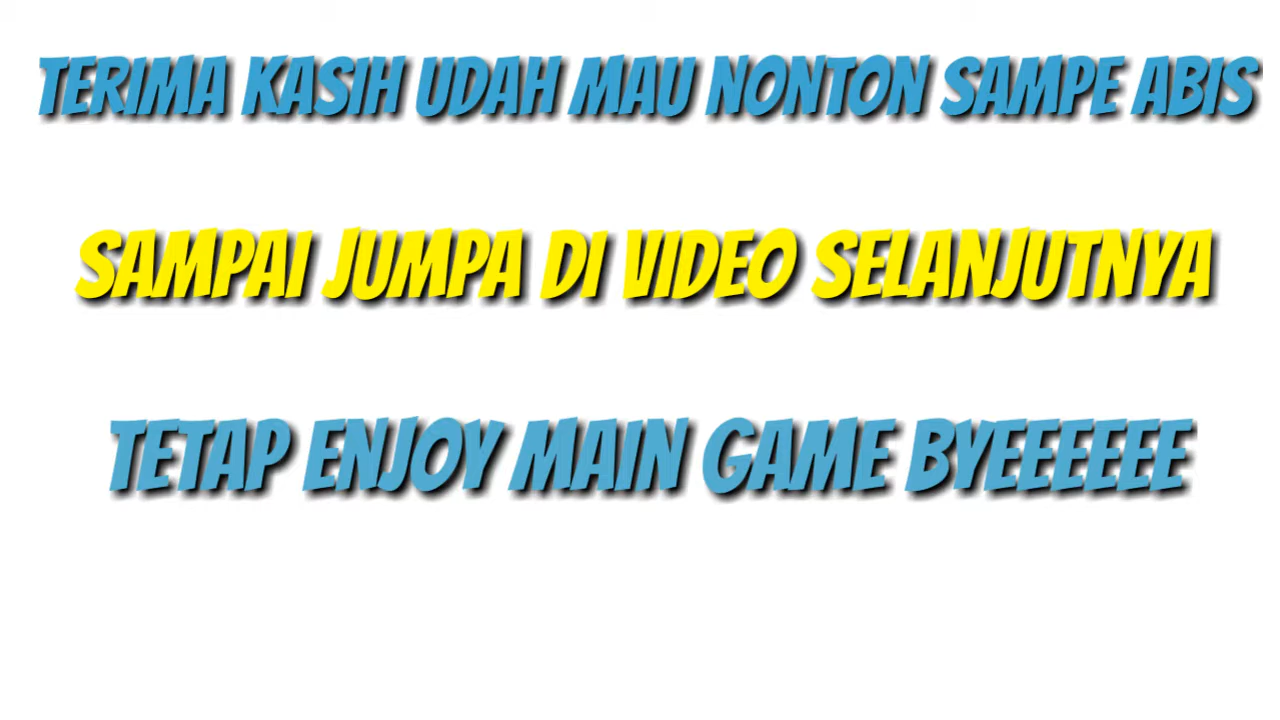 TERIMA KASIH UDAH MAU NONTON SAMPE ABIS
SAMPAI JUMPA DI VIDEO SELANJUTNYA
TETAP ENJOY MAIN GAME BYEEEEEE